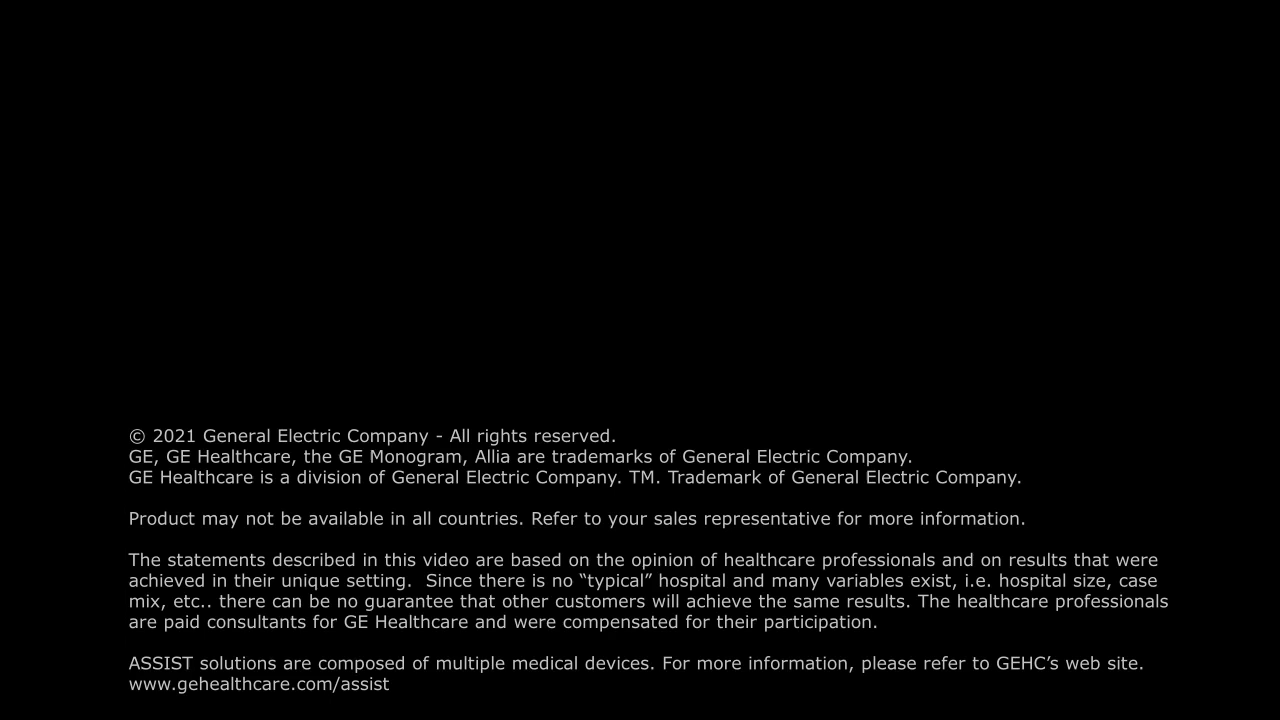 © 2021 General Electric Company - All rights reserved.
GE, GE Healthcare, the GE Monogram, Allia are trademarks of General Electric Company.
GE Healthcare is a division of General Electric Company. TM. Trademark of General Electric Company.
Product may not be available in all countries. Refer to your sales representative for more information.
The statements described in this video are based on the opinion of healthcare professionals and on results that were
achieved in their unique setting.  Since there is no “typical” hospital and many variables exist, i.e. hospital size, case
mix, etc.. there can be no guarantee that other customers will achieve the same results. The healthcare professionals
are paid consultants for GE Healthcare and were compensated for their participation.
ASSIST solutions are composed of multiple medical devices. For more information, please refer to GEHC’s web site.
www.gehealthcare.com/assist